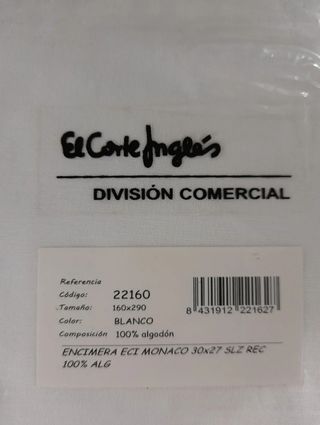 El Corte Inglés
DIVISIÓN COMERCIAL
Referencia
Código: 22160
Tamaño: 160x290
Color: BLANCO
Composición 100% algodón
8 431912 221627
ENCIMERA ECI MONACO 30x27 SLZ REC
100% ALG